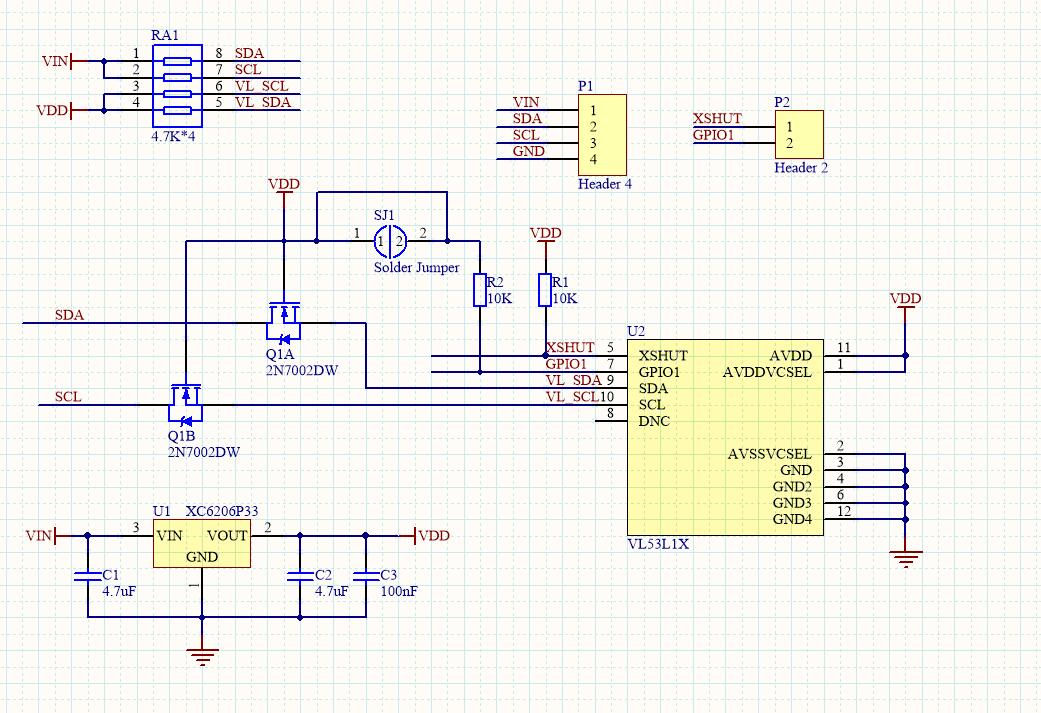 RA1
VIN
1
8
SDA
2
7
SCL
3
6
VL_SCL
VDD
4
5
VL_SDA
4.7K*4
P1
VIN
1
SDA
2
SCL
3
GND
4
Header 4
P2
XSHUT
1
GPIO1
2
Header 2
VDD
SJ1
1
1
2
2
Solder Jumper
VDD
R2
10K
R1
10K
SDA
Q1A
2N7002DW
SCL
Q1B
2N7002DW
U2
XSHUT
5
XSHUT
GPIO1
7
GPIO1
VL_SDA
9
SDA
VL_SCL
10
SCL
8
DNC
VDD
AVDD
11
AVDDVCSEL
1
AVSSVCSEL
2
GND
3
GND2
4
GND3
6
GND4
12
VL53L1X
U1
XC6206P33
VIN
3
VIN
VOUT
2
VDD
GND
1
C1
4.7uF
C2
4.7uF
C3
100nF